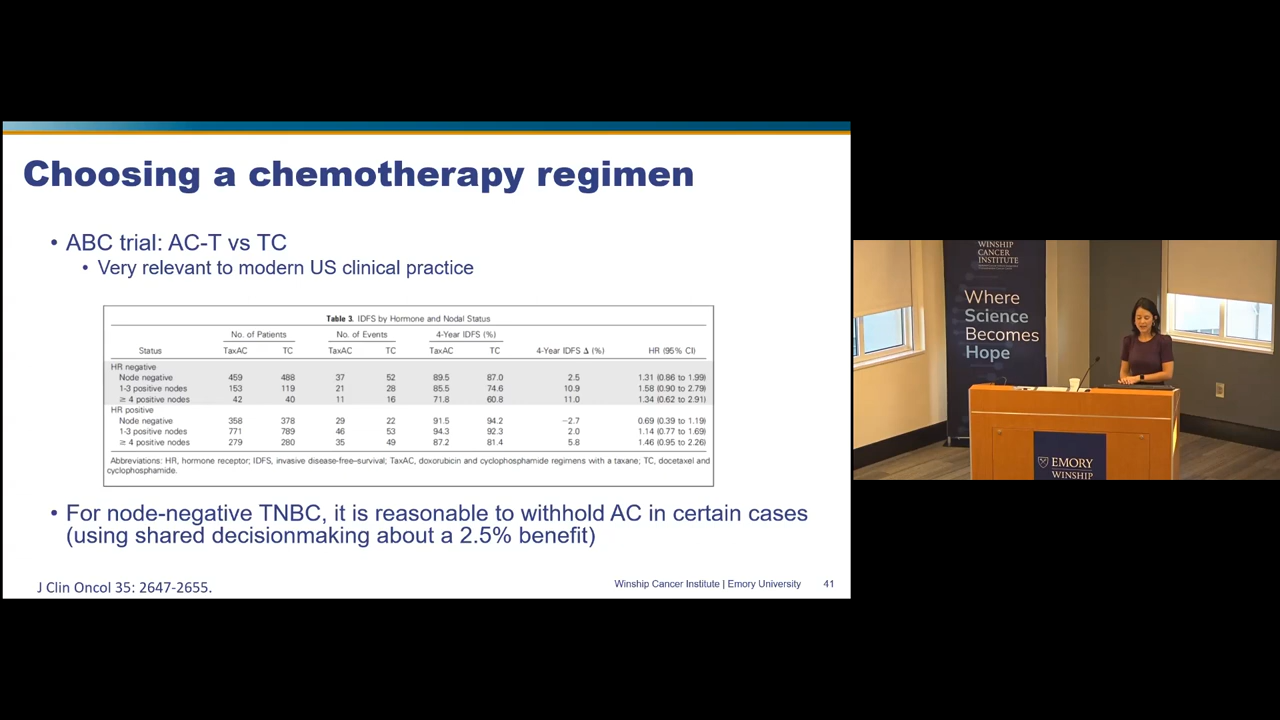 Choosing a chemotherapy regimen
• ABC trial: AC-T vs TC
• Very relevant to modern US clinical practice
Table 3. IDFS by Hormone and Nodal Status
No. of Patients No. of Events 4-Year IDFS (%)
Status TaxAC TC TaxAC TC TaxAC TC 4-Year IDFS Δ (%) HR (95% CI)
HR negative
Node negative 459 488 37 52 89.5 87.0 2.5 1.31 (0.86 to 1.99)
1-3 positive nodes 153 119 21 28 85.5 74.6 10.9 1.58 (0.90 to 2.79)
≥ 4 positive nodes 42 40 11 16 71.8 60.8 11.0 1.34 (0.62 to 2.91)
HR positive
Node negative 358 378 29 22 91.5 94.2 −2.7 0.69 (0.39 to 1.19)
1-3 positive nodes 771 789 46 53 94.3 92.3 2.0 1.14 (0.77 to 1.69)
≥ 4 positive nodes 279 280 35 49 87.2 81.4 5.8 1.46 (0.95 to 2.26)
Abbreviations: HR, hormone receptor; IDFS, invasive disease-free–survival; TaxAC, doxorubicin and cyclophosphamide regimens with a taxane; TC, docetaxel and
cyclophosphamide.
• For node-negative TNBC, it is reasonable to withhold AC in certain cases
(using shared decisionmaking about a 2.5% benefit)
J Clin Oncol 35: 2647-2655.
Winship Cancer Institute | Emory University 41
WINSHIP
CANCER
INSTITUTE
Where
Science
Becomes
Hope
EMORY
WINSHIP